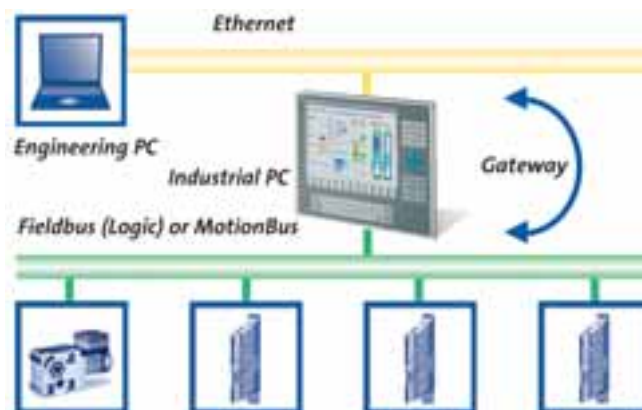 Ethernet
Engineering PC
Industrial PC
Gateway
Fieldbus (Logic) or MotionBus